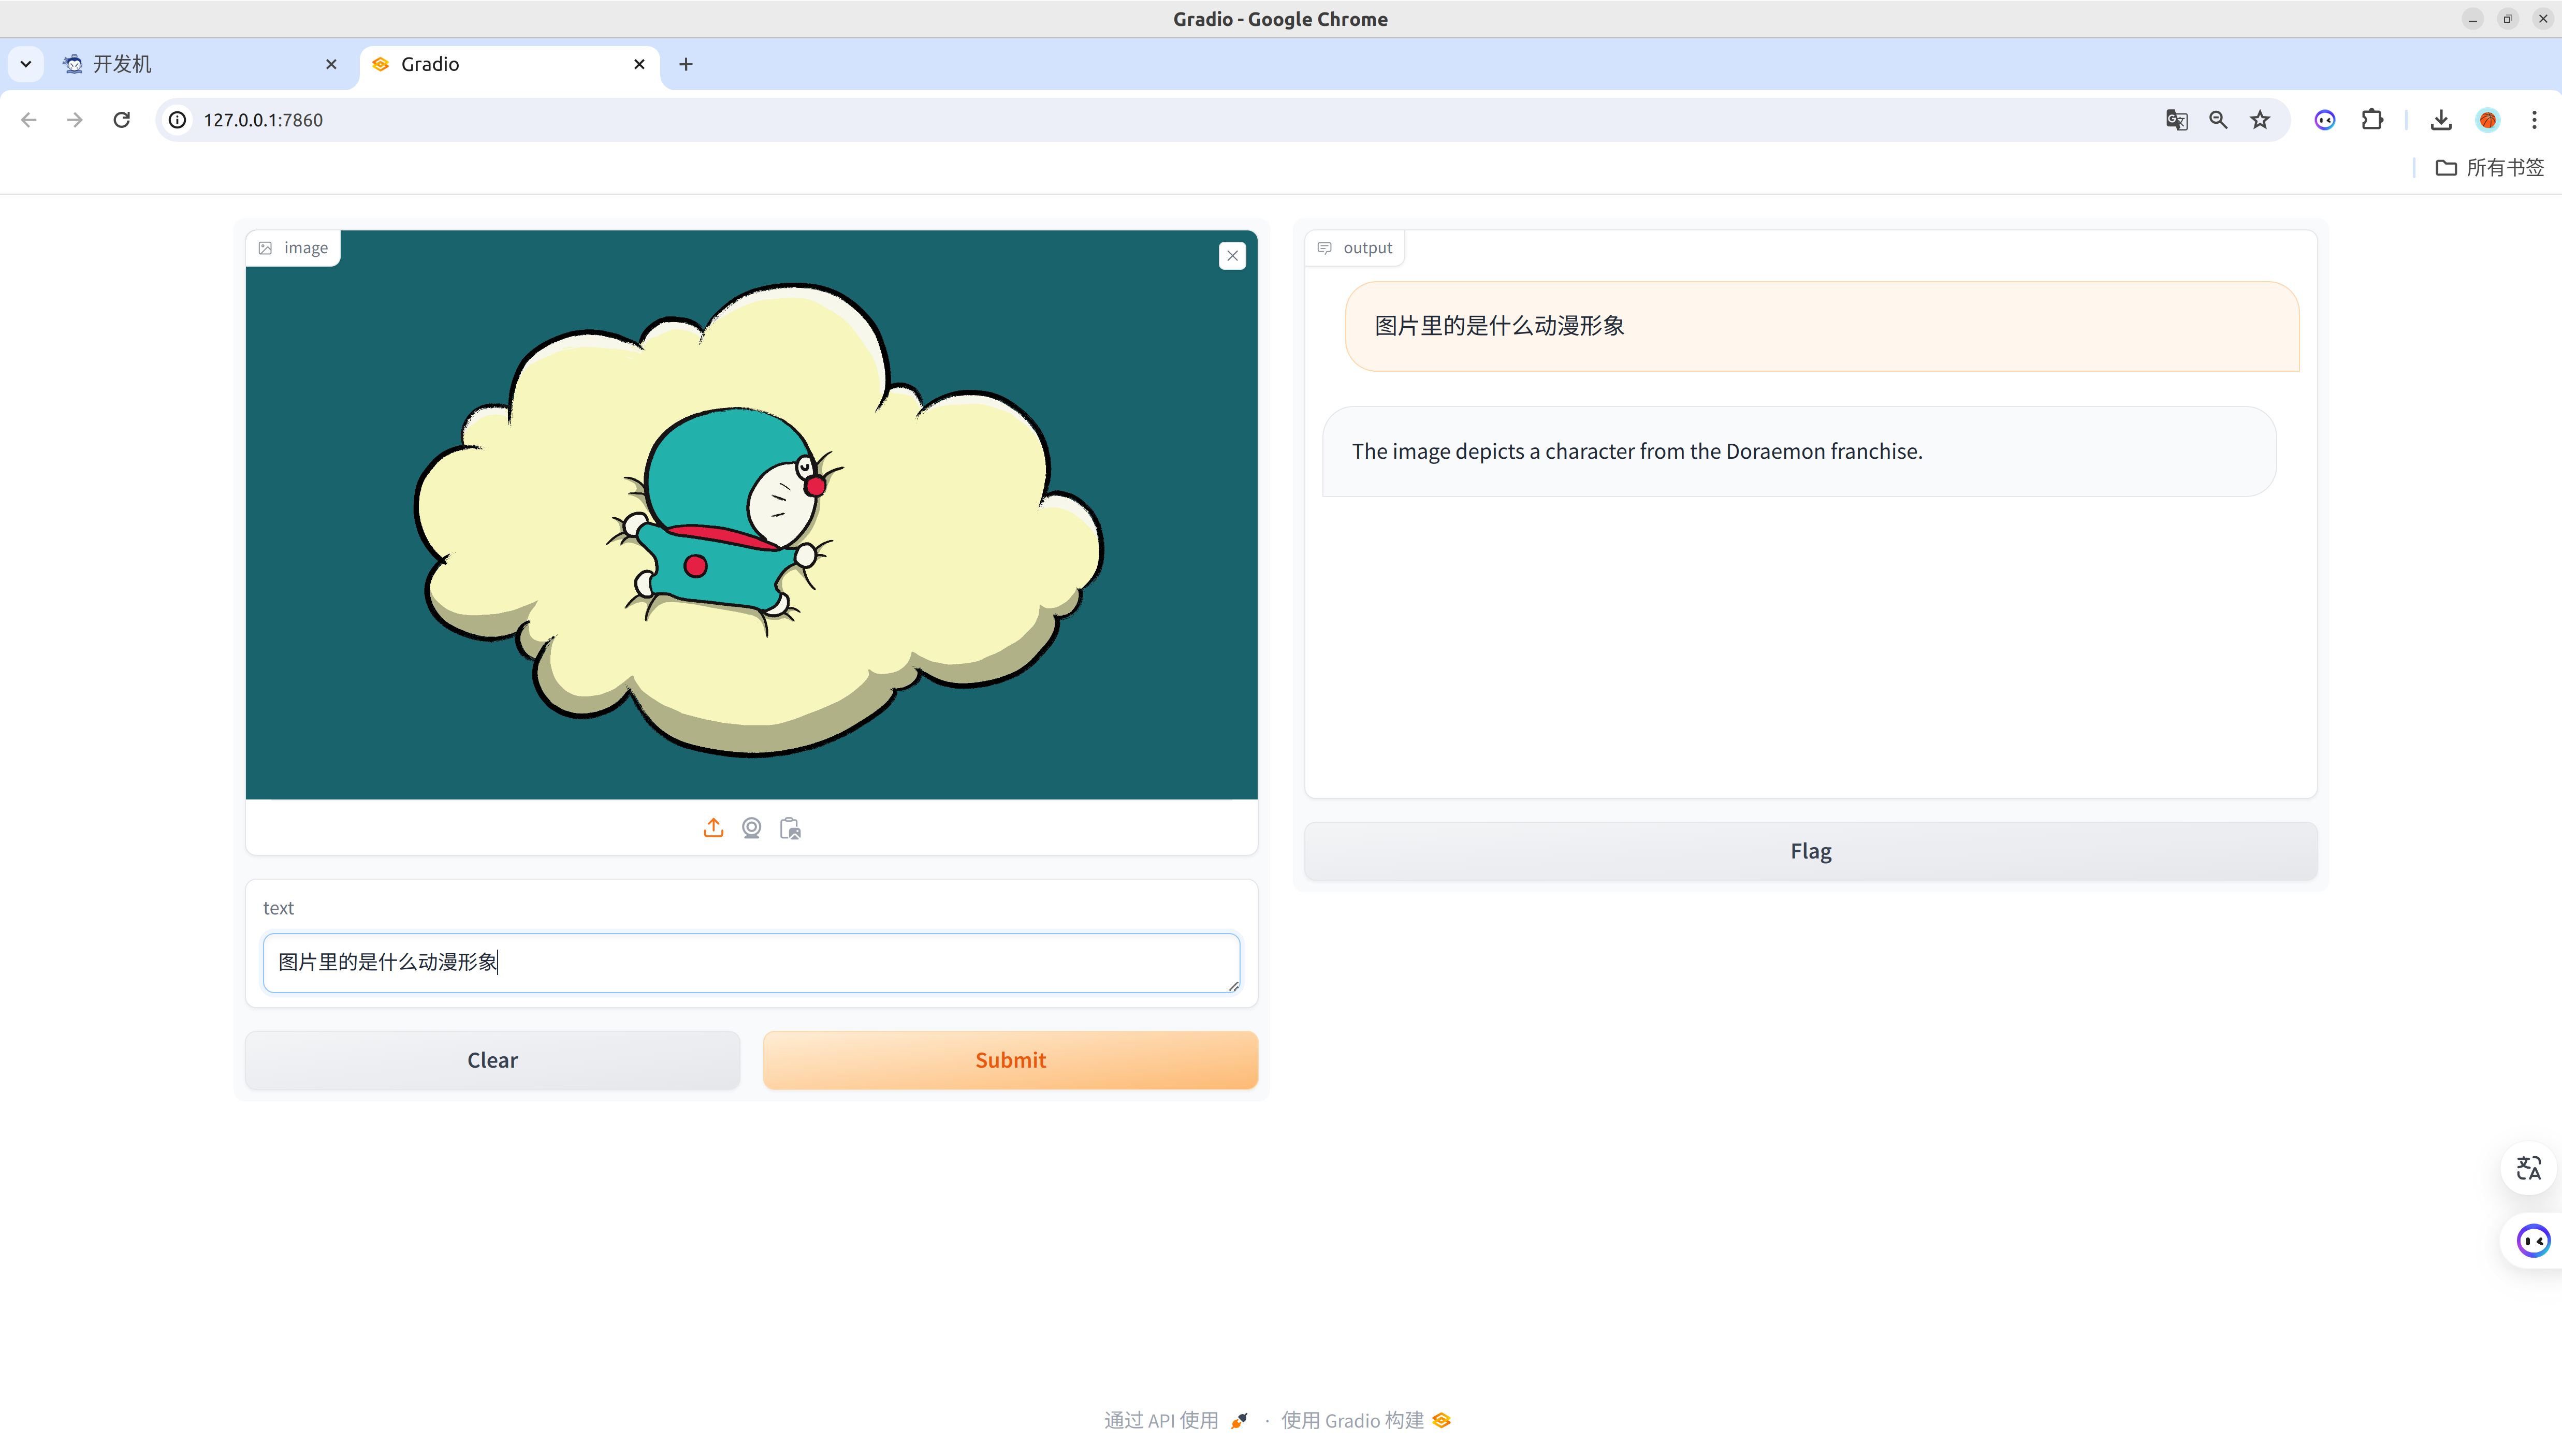 Gradio - Google Chrome
开发机
Gradio
127.0.0.1:7860
所有书签
image
output
图片里的是什么动漫形象
The image depicts a character from the Doraemon franchise.
Flag
text
图片里的是什么动漫形象
Clear
Submit
通过 API 使用 · 使用 Gradio 构建